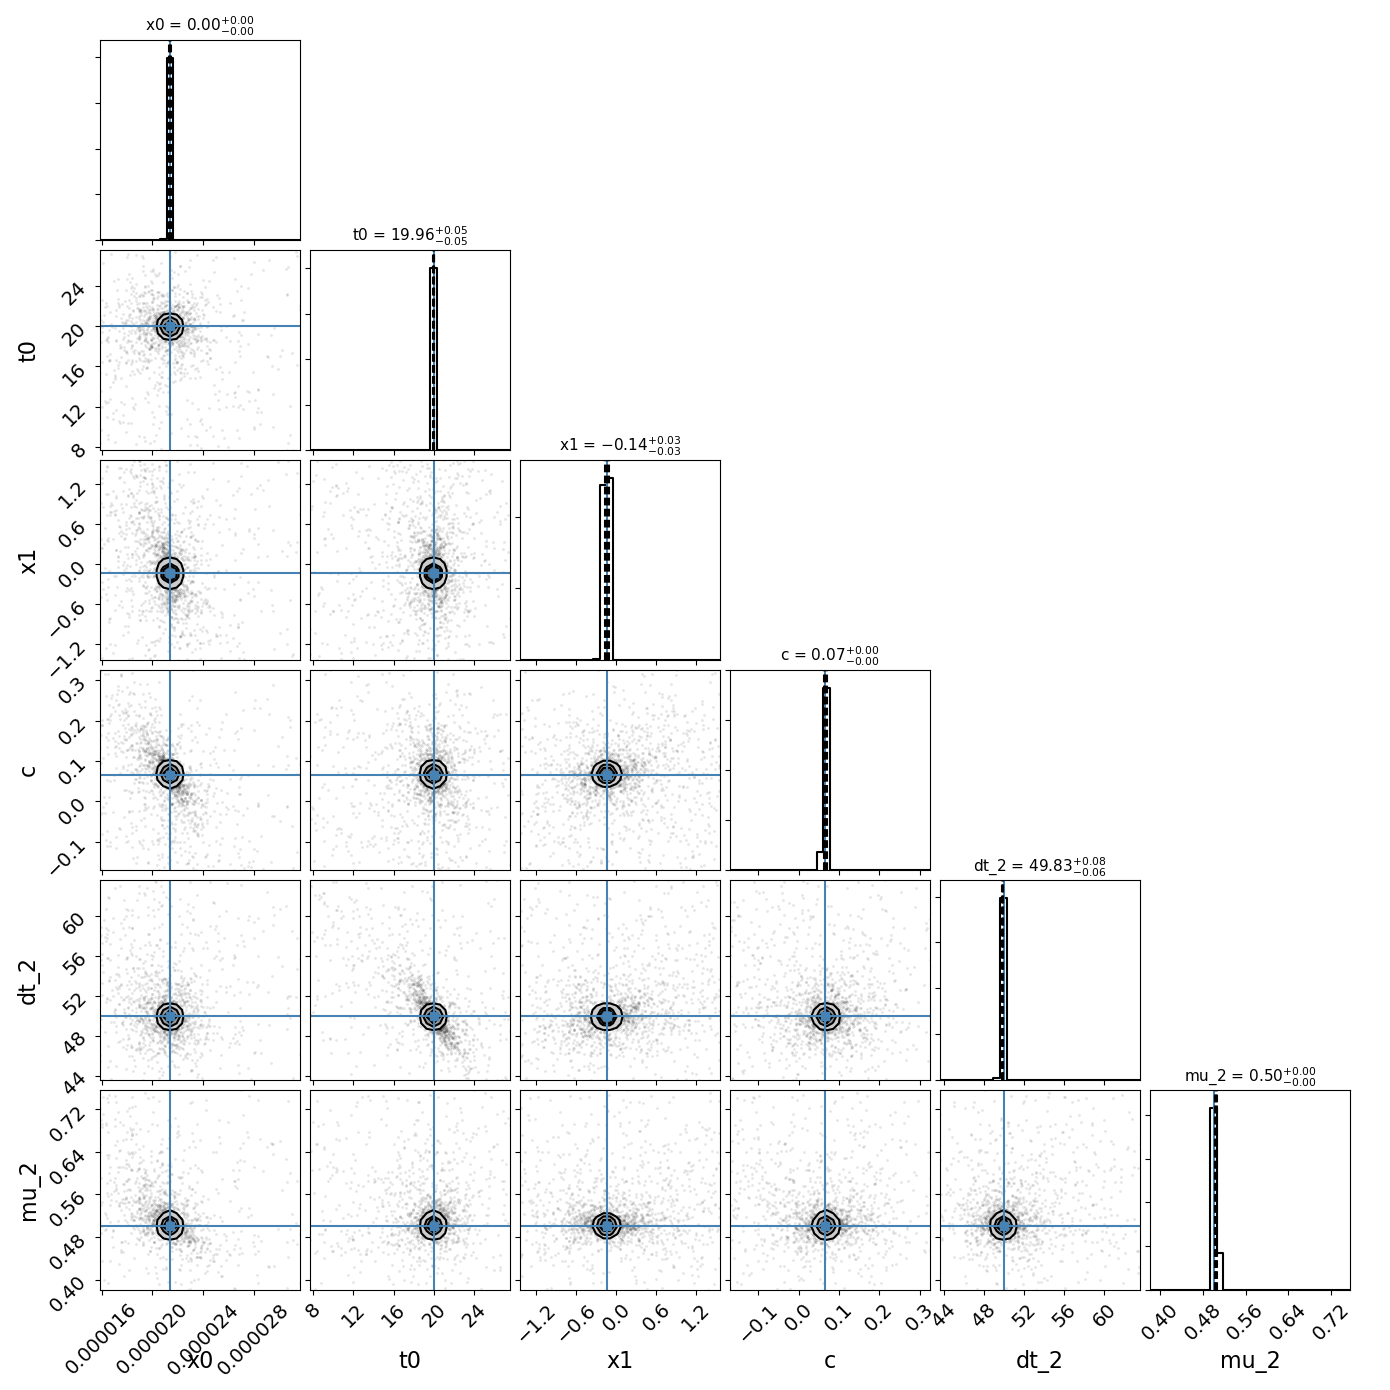 x0 = 0.00+0.00−0.00
t0 = 19.96+0.05−0.05
24
20
16
12
8
t0
x1 = −0.14+0.03−0.03
1.2
0.6
0.0
−0.6
−1.2
x1
c = 0.07+0.00−0.00
0.3
0.2
0.1
0.0
−0.1
c
dt_2 = 49.83+0.08−0.06
60
56
52
48
44
dt_2
mu_2 = 0.50+0.00−0.00
0.72
0.64
0.56
0.48
0.40
mu_2
0.000016 0.000020 0.000024 0.000028
8 12 16 20 24
−1.2 −0.6 0.0 0.6 1.2
−0.1 0.0 0.1 0.2 0.3
44 48 52 56 60
0.40 0.48 0.56 0.64 0.72
x0 t0 x1 c dt_2 mu_2